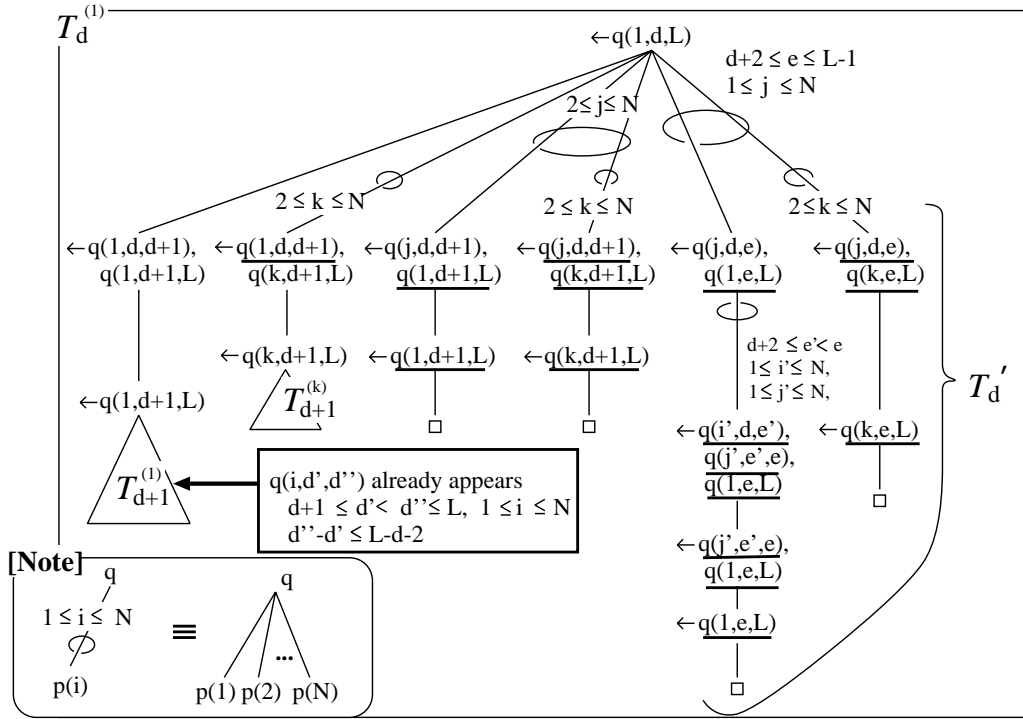 T_d^(1)
←q(1,d,L)
d+2 ≤ e ≤ L-1
1 ≤ j ≤ N
2 ≤ j ≤ N
2 ≤ k ≤ N
2 ≤ k ≤ N
2 ≤ k ≤ N
←q(1,d,d+1),
q(1,d+1,L)
←q(1,d,d+1),
q(k,d+1,L)
←q(j,d,d+1),
q(1,d+1,L)
←q(j,d,d+1)
q(k,d+1,L)
←q(j,d,e),
q(1,e,L)
←q(j,d,e),
q(k,e,L)
←q(1,d+1,L)
←q(k,d+1,L)
←q(1,d+1,L)
←q(k,d+1,L)
d+2 ≤ e'< e
1 ≤ i' ≤ N,
1 ≤ j' ≤ N,
T_d'
T_d+1^(1)
T_d+1^(k)
←q(i',d,e'),
q(j',e',e),
q(1,e,L)
←q(k,e,L)
q(i,d',d'') already appears
d+1 ≤ d' < d'' ≤ L, 1 ≤ i ≤ N
d''-d' ≤ L-d-2
←q(j',e',e),
q(1,e,L)
←q(1,e,L)
[Note]
q
1 ≤ i ≤ N
p(i)
≡
q
...
p(1) p(2) p(N)